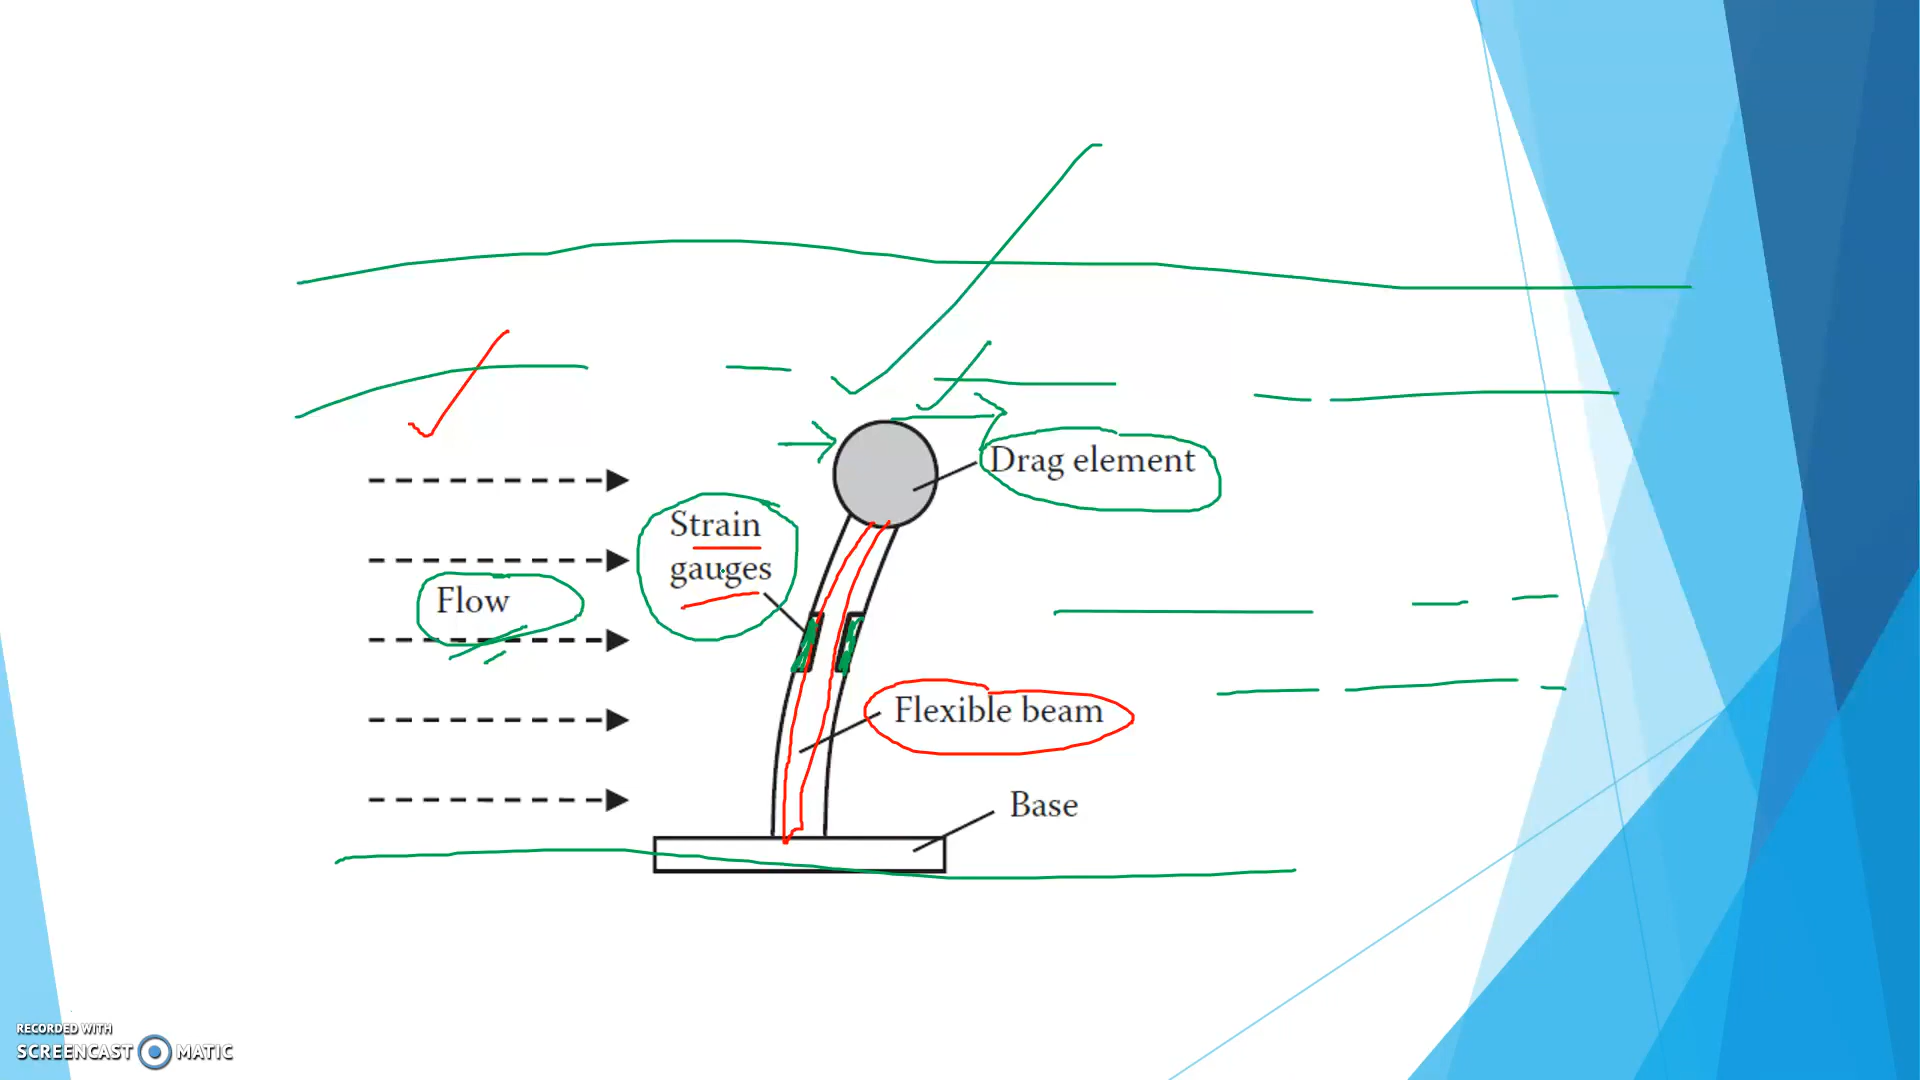 Drag element
Strain
gauges
Flow
Flexible beam
Base
RECORDED WITH
SCREENCAST MATIC